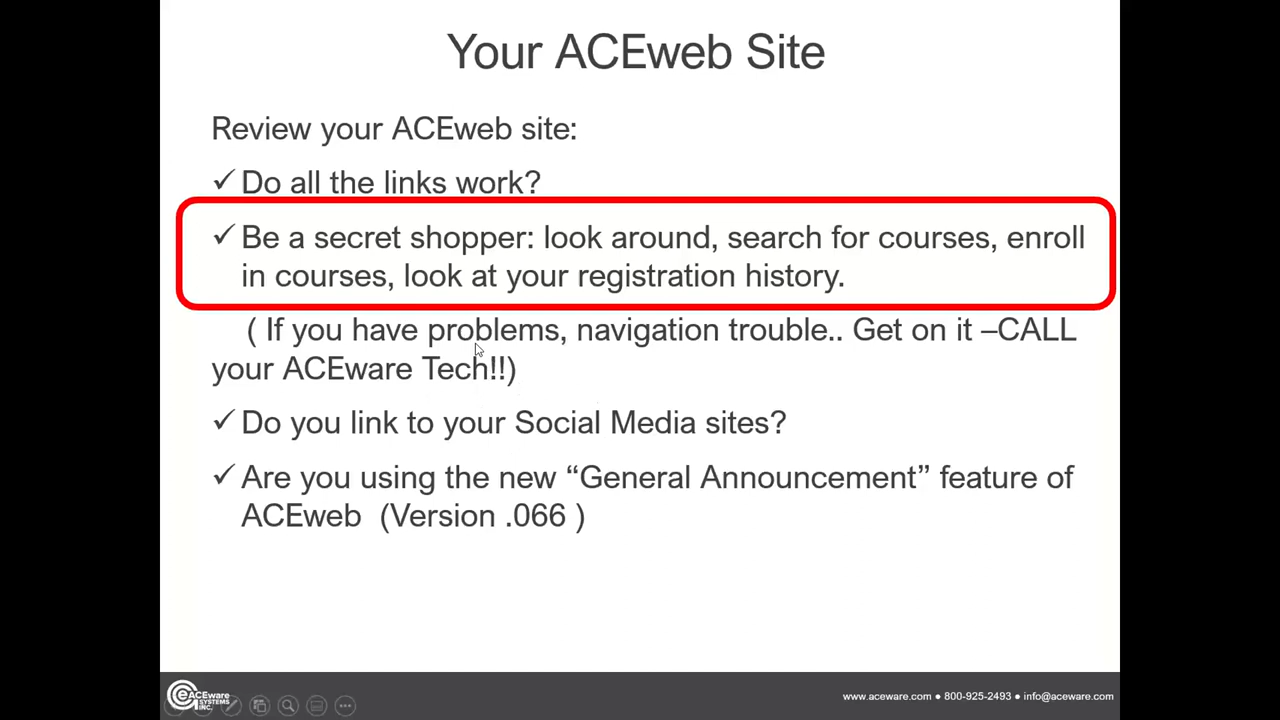 Your ACEweb Site
Review your ACEweb site:
✓ Do all the links work?
✓ Be a secret shopper: look around, search for courses, enroll
in courses, look at your registration history.
( If you have problems, navigation trouble.. Get on it –CALL
your ACEware Tech!!)
✓ Do you link to your Social Media sites?
✓ Are you using the new “General Announcement” feature of
ACEweb (Version .066 )
ACEware
SYSTEMS
INC.
www.aceware.com ● 800-925-2493 ● info@aceware.com